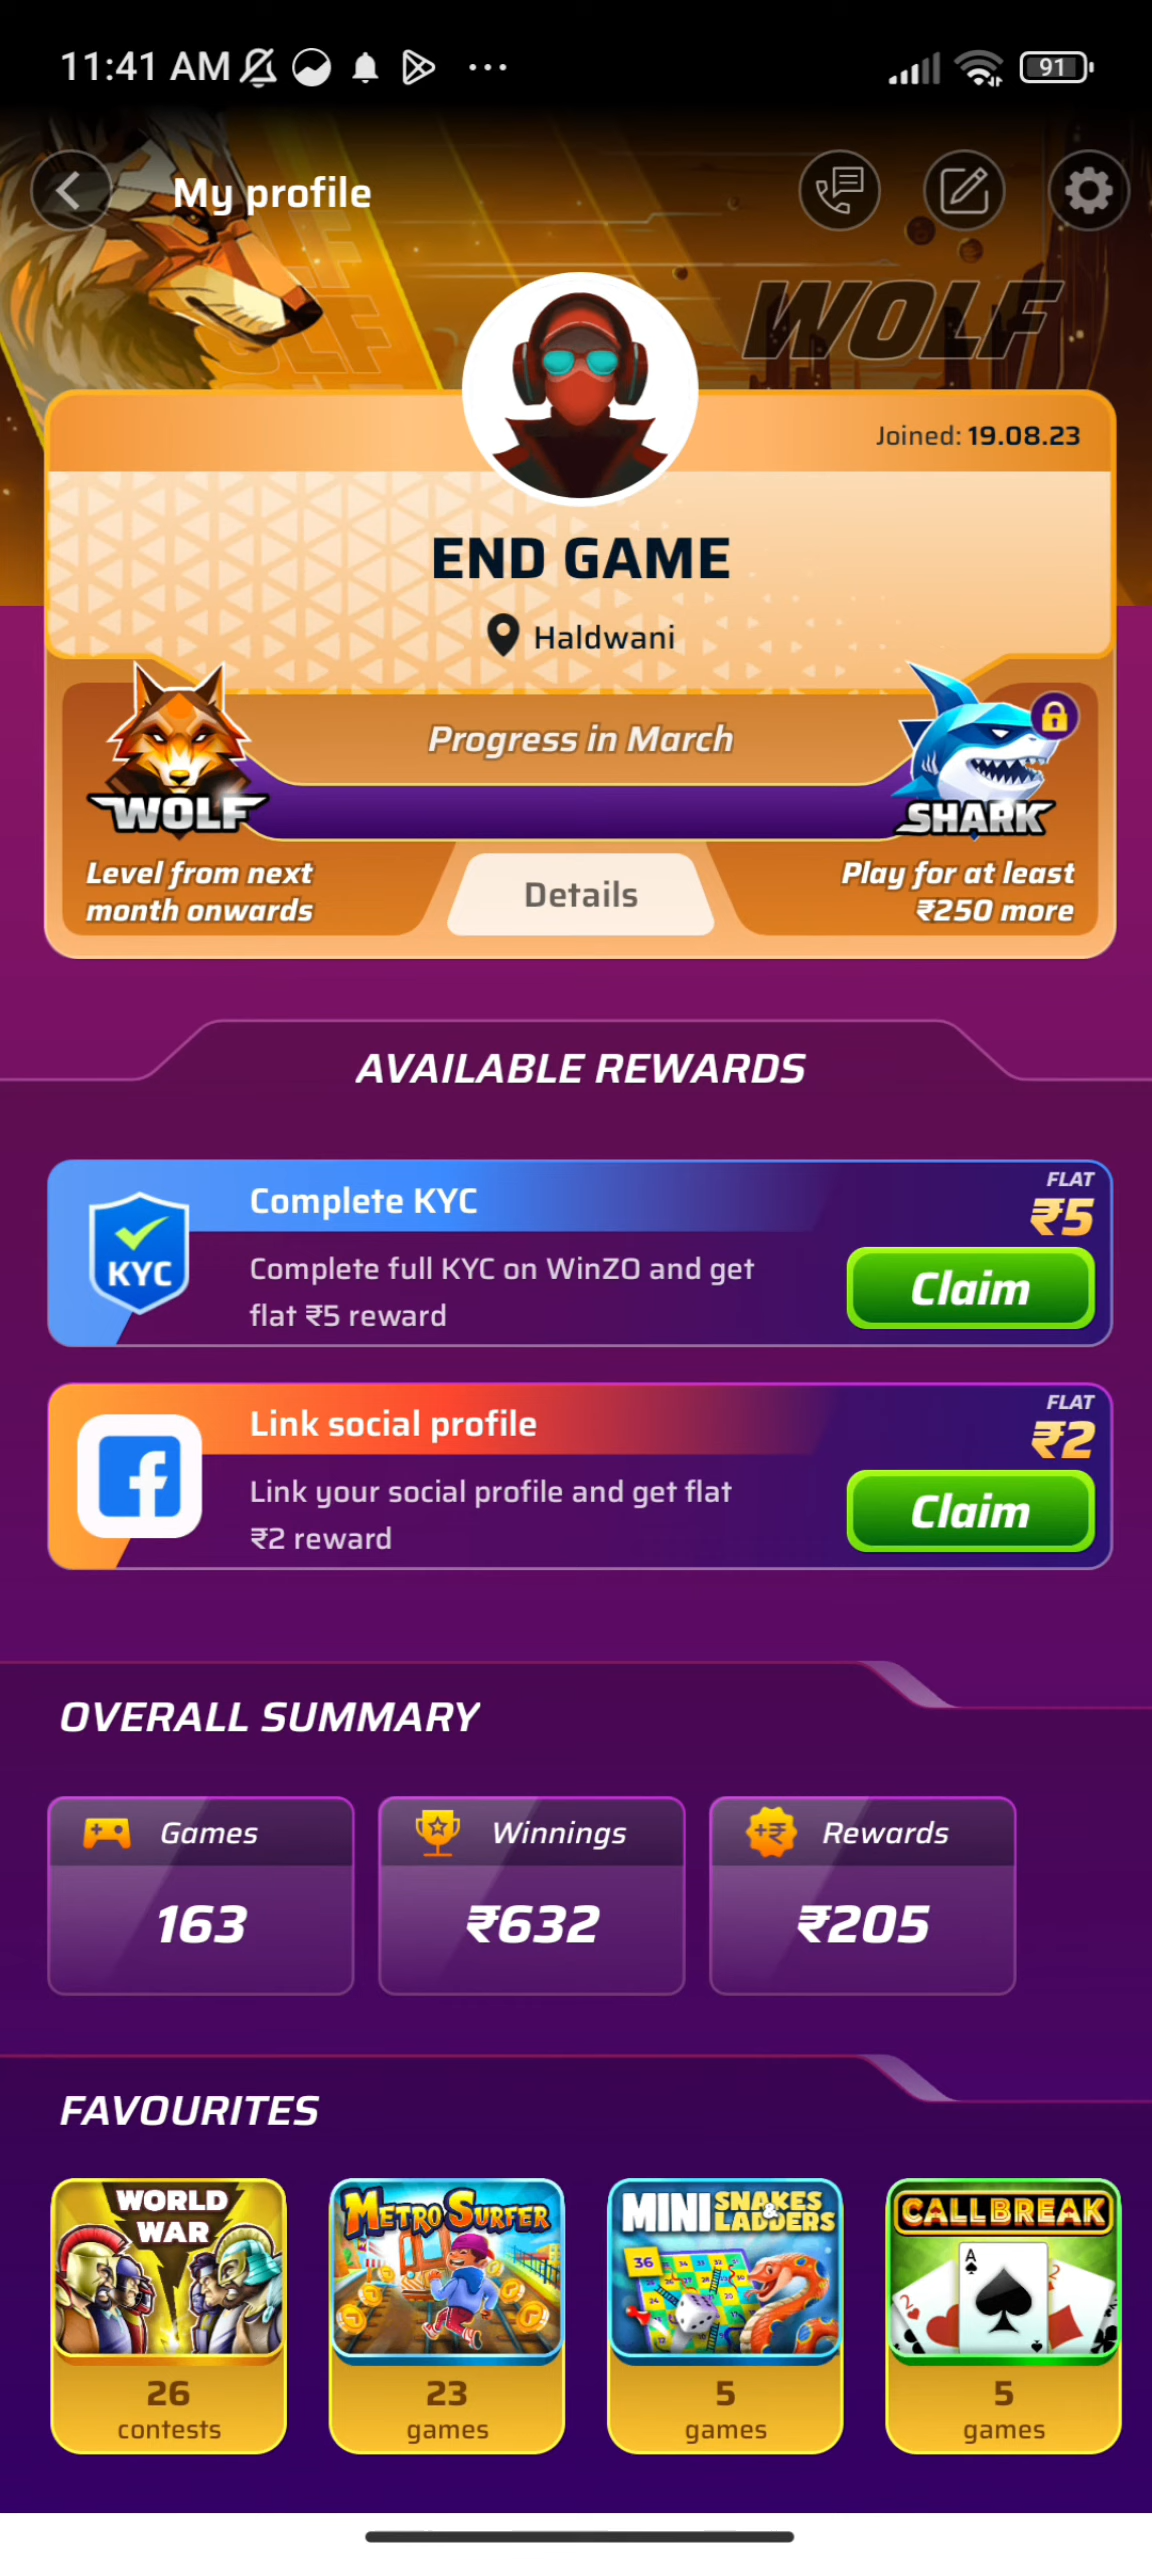 11:41 AM
91
My profile
WOLF
Joined: 19.08.23
END GAME
Haldwani
Progress in March
WOLF
SHARK
Level from next
month onwards
Details
Play for at least
₹250 more
AVAILABLE REWARDS
Complete KYC
FLAT
₹5
KYC
Complete full KYC on WinZO and get
flat ₹5 reward
Claim
Link social profile
FLAT
₹2
Link your social profile and get flat
₹2 reward
Claim
OVERALL SUMMARY
Games
Winnings
Rewards
163
₹632
₹205
FAVOURITES
WORLD
WAR
METRO SURFER
MINI SNAKES & LADDERS
36
CALLBREAK
A
2
2
26
contests
23
games
5
games
5
games